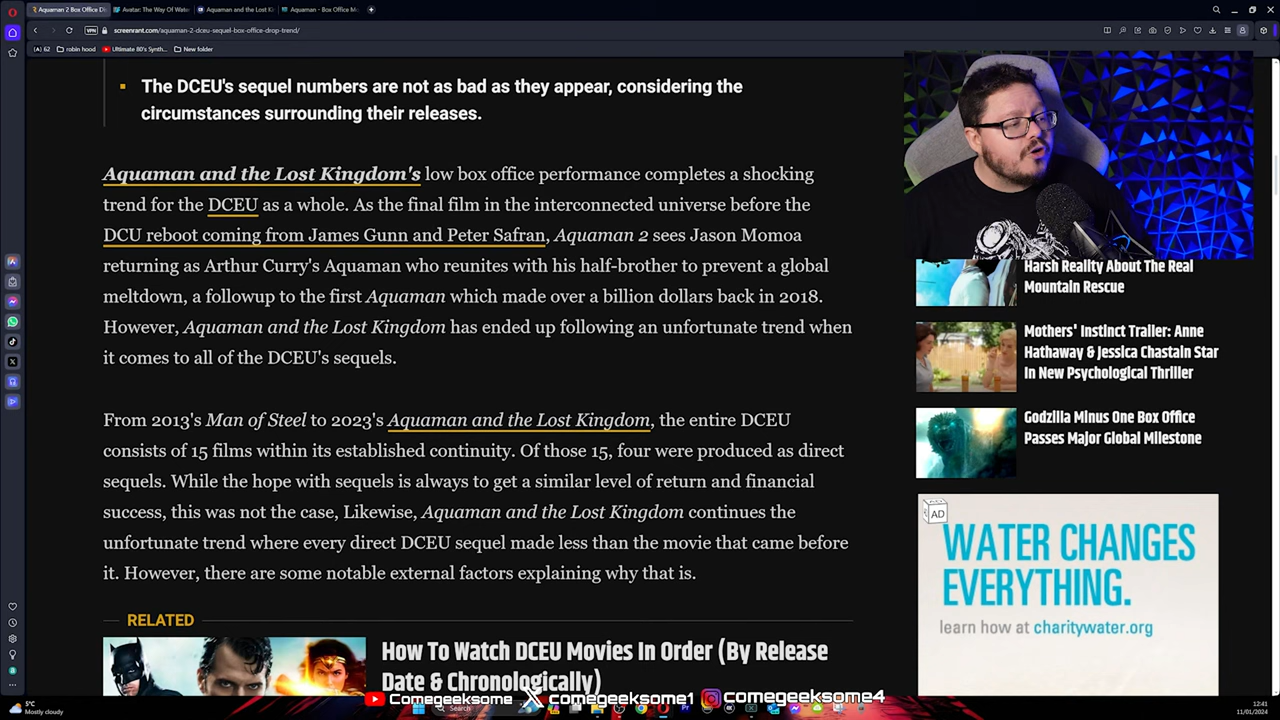 Aquaman 2 Box Office Di
Avatar: The Way Of Water
Aquaman and the Lost Ki
Aquaman - Box Office M
VPN
screenrant.com/aquaman-2-dceu-sequel-box-office-drop-trend/
(A) 62
robin hood
Ultimate 80's Synth...
New folder
The DCEU's sequel numbers are not as bad as they appear, considering the
circumstances surrounding their releases.
Aquaman and the Lost Kingdom's low box office performance completes a shocking
trend for the DCEU as a whole. As the final film in the interconnected universe before the
DCU reboot coming from James Gunn and Peter Safran, Aquaman 2 sees Jason Momoa
returning as Arthur Curry's Aquaman who reunites with his half-brother to prevent a global
meltdown, a followup to the first Aquaman which made over a billion dollars back in 2018.
However, Aquaman and the Lost Kingdom has ended up following an unfortunate trend when
it comes to all of the DCEU's sequels.
From 2013's Man of Steel to 2023's Aquaman and the Lost Kingdom, the entire DCEU
consists of 15 films within its established continuity. Of those 15, four were produced as direct
sequels. While the hope with sequels is always to get a similar level of return and financial
success, this was not the case, Likewise, Aquaman and the Lost Kingdom continues the
unfortunate trend where every direct DCEU sequel made less than the movie that came before
it. However, there are some notable external factors explaining why that is.
RELATED
How To Watch DCEU Movies In Order (By Release
Date & Chronologically)
Harsh Reality About The Real
Mountain Rescue
Mothers' Instinct Trailer: Anne
Hathaway & Jessica Chastain Star
In New Psychological Thriller
Godzilla Minus One Box Office
Passes Major Global Milestone
AD
WATER CHANGES
EVERYTHING.
learn how at charitywater.org
Comegeeksome
comegeeksome1
comegeeksome4
5°C
Mostly cloudy
Search
12:41
11/01/2024